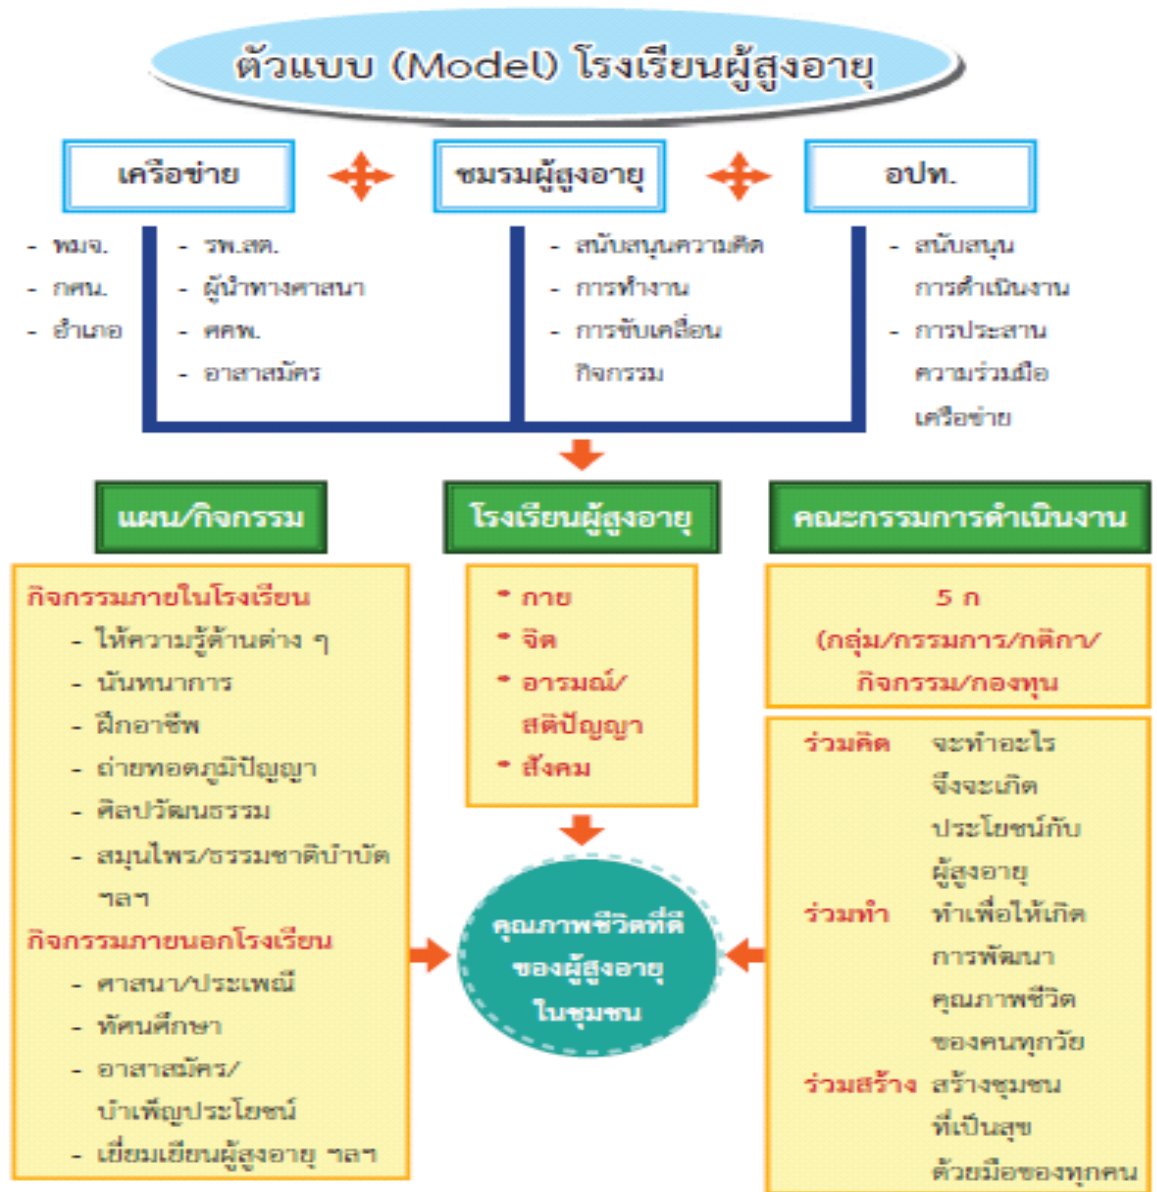 ตัวแบบ (Model) โรงเรียนผู้สูงอายุ
เครือข่าย
ชมรมผู้สูงอายุ
อปท.
- พมจ.
- กศน.
- อำเภอ
- รพ.สต.
- ผู้นำทางศาสนา
- ศคพ.
- อาสาสมัคร
- สนับสนุนความคิด
- การทำงาน
- การขับเคลื่อน
กิจกรรม
- สนับสนุน
การดำเนินงาน
- การประสาน
ความร่วมมือ
เครือข่าย
แผน/กิจกรรม
กิจกรรมภายในโรงเรียน
- ให้ความรู้ด้านต่าง ๆ
- นันทนาการ
- ฝึกอาชีพ
- ถ่ายทอดภูมิปัญญา
- ศิลปวัฒนธรรม
- สมุนไพร/ธรรมชาติบำบัด
ฯลฯ
กิจกรรมภายนอกโรงเรียน
- ศาสนา/ประเพณี
- ทัศนศึกษา
- อาสาสมัคร/
บำเพ็ญประโยชน์
- เยี่ยมเยียนผู้สูงอายุ ฯลฯ
โรงเรียนผู้สูงอายุ
* กาย
* จิต
* อารมณ์/
สติปัญญา
* สังคม
คุณภาพชีวิตที่ดี
ของผู้สูงอายุ
ในชุมชน
คณะกรรมการดำเนินงาน
5 ก
(กลุ่ม/กรรมการ/กติกา/
กิจกรรม/กองทุน
ร่วมคิด จะทำอะไร
จึงจะเกิด
ประโยชน์กับ
ผู้สูงอายุ
ร่วมทำ ทำเพื่อให้เกิด
การพัฒนา
คุณภาพชีวิต
ของคนทุกวัย
ร่วมสร้าง สร้างชุมชน
ที่เป็นสุข
ด้วยมือของทุกคน